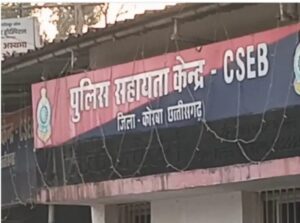 पुलिस सहायता केन्द्र - CSEB
जिला - कोरबा छत्तीसगढ़